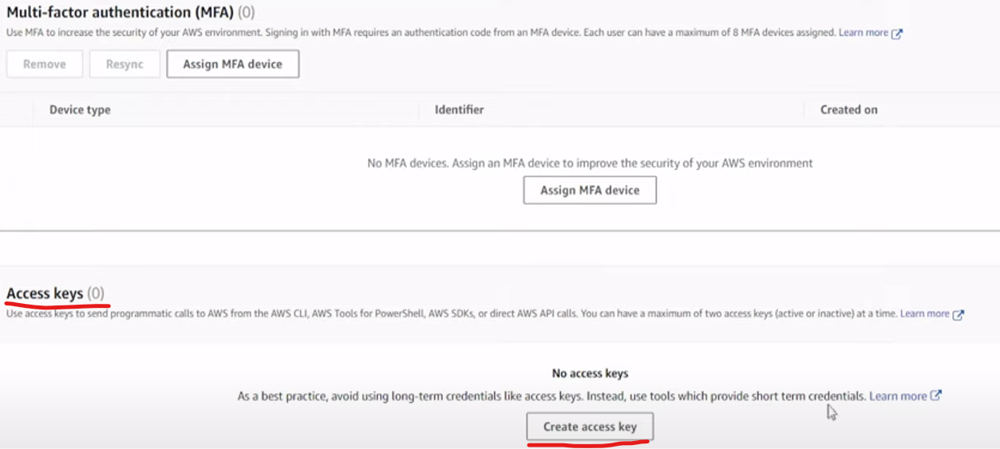 Multi-factor authentication (MFA) (0)
Use MFA to increase the security of your AWS environment. Signing in with MFA requires an authentication code from an MFA device. Each user can have a maximum of 8 MFA devices assigned. Learn more
Remove Resync Assign MFA device
Device type Identifier Created on
No MFA devices. Assign an MFA device to improve the security of your AWS environment
Assign MFA device
Access keys (0)
Use access keys to send programmatic calls to AWS from the AWS CLI, AWS Tools for PowerShell, AWS SDKs, or direct AWS API calls. You can have a maximum of two access keys (active or inactive) at a time. Learn more
No access keys
As a best practice, avoid using long-term credentials like access keys. Instead, use tools which provide short term credentials. Learn more
Create access key